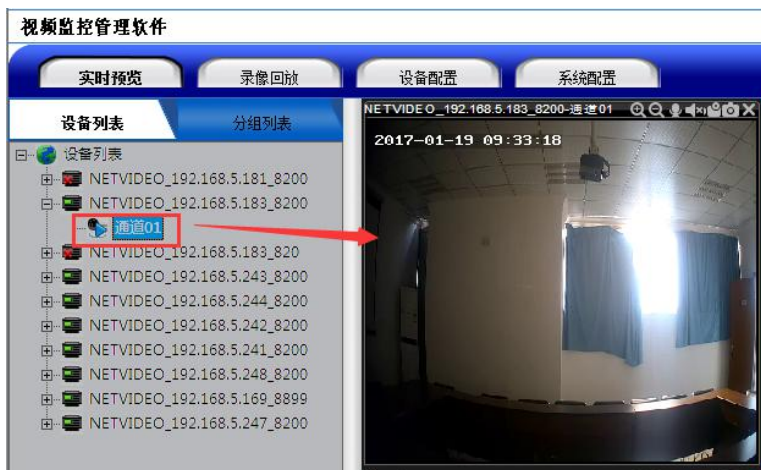 视频监控管理软件
实时预览 录像回放 设备配置 系统配置
设备列表 分组列表
NETVIDEO_192.168.5.183_8200-通道01
2017-01-19 09:33:18
设备列表
NETVIDEO_192.168.5.181_8200
NETVIDEO_192.168.5.183_8200
通道01
NETVIDEO_192.168.5.183_820
NETVIDEO_192.168.5.243_8200
NETVIDEO_192.168.5.244_8200
NETVIDEO_192.168.5.242_8200
NETVIDEO_192.168.5.241_8200
NETVIDEO_192.168.5.248_8200
NETVIDEO_192.168.5.169_8899
NETVIDEO_192.168.5.247_8200